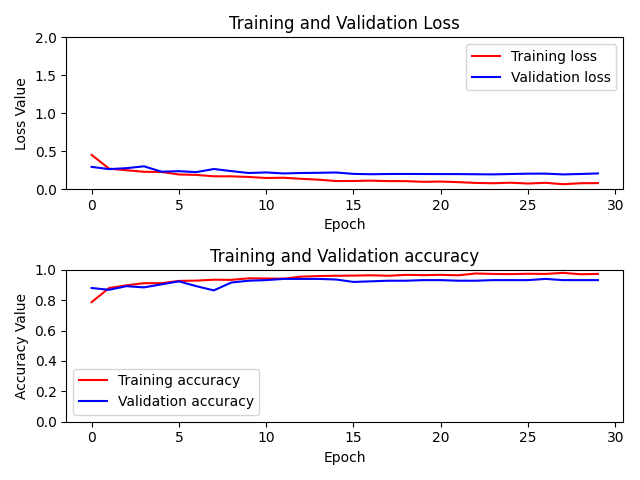 Training and Validation Loss
2.0
1.5
1.0
0.5
0.0
Loss Value
Training loss
Validation loss
0 5 10 15 20 25 30
Epoch
Training and Validation accuracy
1.0
0.8
0.6
0.4
0.2
0.0
Accuracy Value
Training accuracy
Validation accuracy
0 5 10 15 20 25 30
Epoch